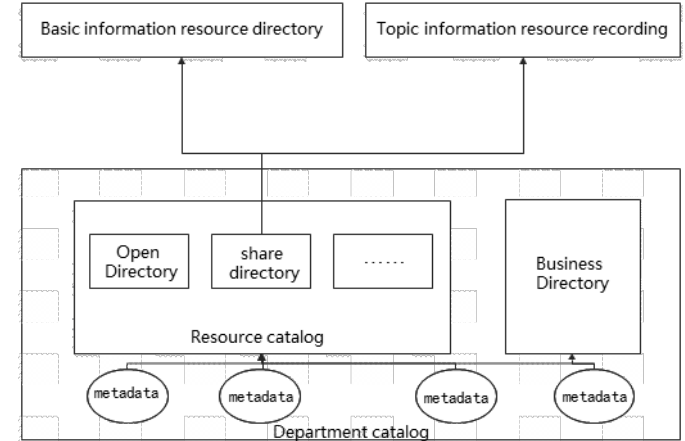 Basic information resource directory
Topic information resource recording
Open
Directory
share
directory
......
Business
Directory
Resource catalog
metadata
metadata
metadata
metadata
Department catalog